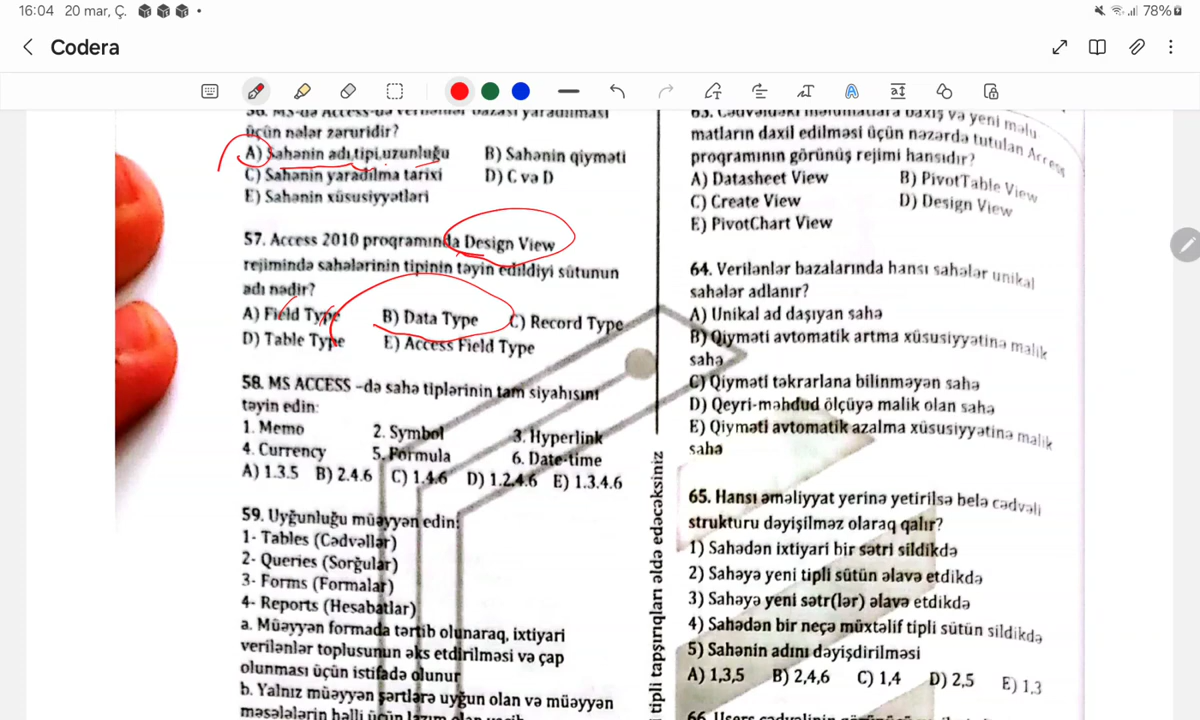 16:04 20 mar, Ç.
78%
Codera
üçün nələr zəruridir?
A) Sahənin adı,tipi,uzunluğu B) Sahənin qiyməti
C) Sahənin yaradılma tarixi D) C və D
E) Sahənin xüsusiyyətləri
57. Access 2010 proqramında Design View
rejimində sahələrinin tipinin təyin edildiyi sütunun
adı nədir?
A) Field Type B) Data Type C) Record Type
D) Table Type E) Access Field Type
58. MS ACCESS –də sahə tiplərinin tam siyahısını
təyin edin:
1. Memo 2. Symbol 3. Hyperlink
4. Currency 5. Formula 6. Date-time
A) 1.3.5 B) 2.4.6 C) 1.4.6 D) 1.2.4.6 E) 1.3.4.6
59. Uyğunluğu müəyyən edin:
1- Tables (Cədvəllər)
2- Queries (Sorğular)
3- Forms (Formalar)
4- Reports (Hesabatlar)
a. Müəyyən formada tərtib olunaraq, ixtiyari
verilənlər toplusunun əks etdirilməsi və çap
olunması üçün istifadə olunur
b. Yalnız müəyyən şərtlərə uyğun olan və müəyyən
məsələlərin həlli üçün lazım olan
tipli tapşırıqları əldə edəcəksiniz
63. Cədvəldəki məlumatlara baxış və yeni məlu
matların daxil edilməsi üçün nəzərdə tutulan Access
proqramının görünüş rejimi hansıdır?
A) Datasheet View B) PivotTable View
C) Create View D) Design View
E) PivotChart View
64. Verilənlər bazalarında hansı sahələr unikal
sahələr adlanır?
A) Unikal ad daşıyan sahə
B) Qiyməti avtomatik artma xüsusiyyətinə malik
sahə
C) Qiyməti təkrarlana bilinməyən sahə
D) Qeyri-məhdud ölçüyə malik olan sahə
E) Qiyməti avtomatik azalma xüsusiyyətinə malik
sahə
65. Hansı əməliyyat yerinə yetirilsə belə cədvəli
strukturu dəyişilməz olaraq qalır?
1) Sahədən ixtiyari bir sətri sildikdə
2) Sahəyə yeni tipli sütün əlavə etdikdə
3) Sahəyə yeni sətr(lər) əlavə etdikdə
4) Sahədən bir neçə müxtəlif tipli sütün sildikdə
5) Sahənin adını dəyişdirilməsi
A) 1,3,5 B) 2,4,6 C) 1,4 D) 2,5 E) 1,3